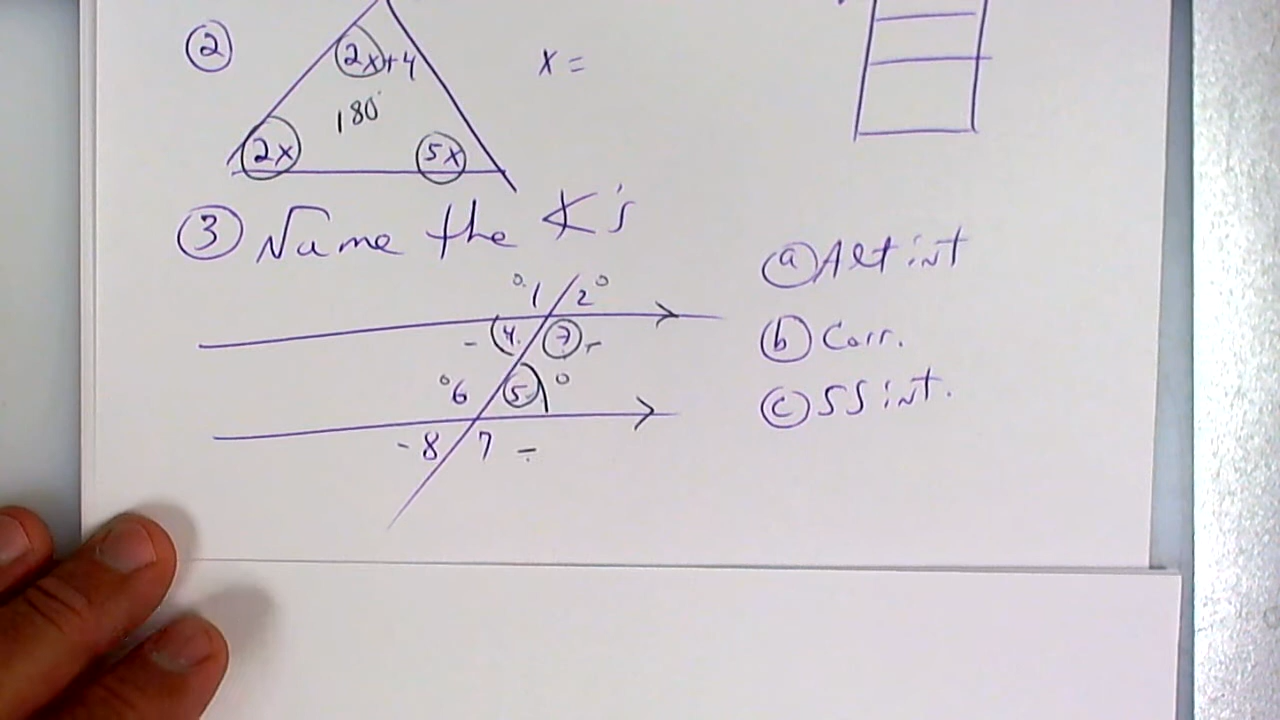 ② 2x+4 x =
180°
2x 5x
③ Name the ∠'s
1 2
4 3
6 5
8 7
ⓐ Alt int
ⓑ Corr.
ⓒ SS int.